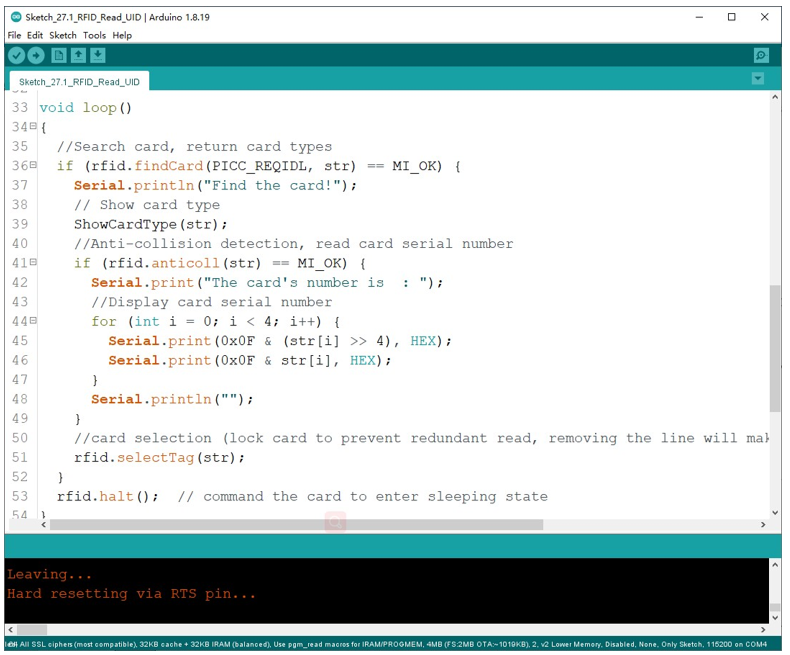 Sketch_27.1_RFID_Read_UID | Arduino 1.8.19
File Edit Sketch Tools Help
Sketch_27.1_RFID_Read_UID
33 void loop()
34 {
35 //Search card, return card types
36 if (rfid.findCard(PICC_REQIDL, str) == MI_OK) {
37 Serial.println("Find the card!");
38 // Show card type
39 ShowCardType(str);
40 //Anti-collision detection, read card serial number
41 if (rfid.anticoll(str) == MI_OK) {
42 Serial.print("The card's number is  : ");
43 //Display card serial number
44 for (int i = 0; i < 4; i++) {
45 Serial.print(0x0F & (str[i] >> 4), HEX);
46 Serial.print(0x0F & str[i], HEX);
47 }
48 Serial.println("");
49 }
50 //card selection (lock card to prevent redundant read, removing the line will mak
51 rfid.selectTag(str);
52 }
53 rfid.halt();  // command the card to enter sleeping state
54 }
Leaving...
Hard resetting via RTS pin...
All SSL ciphers (most compatible), 32KB cache + 32KB IRAM (balanced), Use pgm_read macros for IRAM/PROGMEM, 4MB (FS:2MB OTA:~1019KB), 2, v2 Lower Memory, Disabled, None, Only Sketch, 115200 on COM4